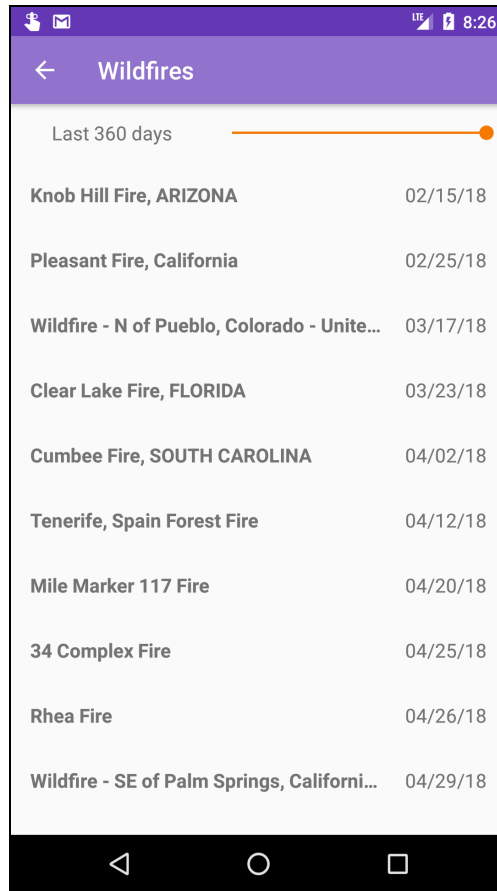 LTE 8:26
Wildfires
Last 360 days
Knob Hill Fire, ARIZONA 02/15/18
Pleasant Fire, California 02/25/18
Wildfire - N of Pueblo, Colorado - Unite... 03/17/18
Clear Lake Fire, FLORIDA 03/23/18
Cumbee Fire, SOUTH CAROLINA 04/02/18
Tenerife, Spain Forest Fire 04/12/18
Mile Marker 117 Fire 04/20/18
34 Complex Fire 04/25/18
Rhea Fire 04/26/18
Wildfire - SE of Palm Springs, Californi... 04/29/18